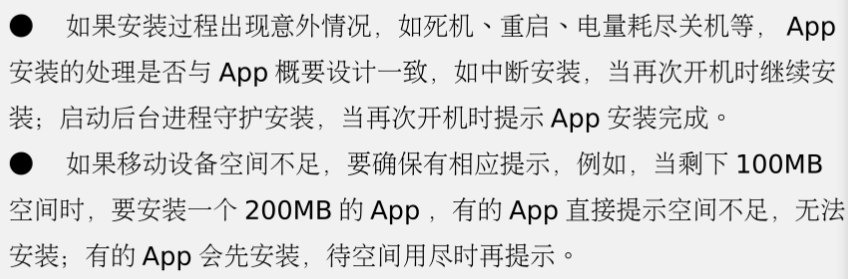 ● 如果安装过程出现意外情况，如死机、重启、电量耗尽关机等， App
安装的处理是否与 App 概要设计一致，如中断安装，当再次开机时继续安
装；启动后台进程守护安装，当再次开机时提示 App 安装完成。
● 如果移动设备空间不足，要确保有相应提示，例如，当剩下 100MB
空间时，要安装一个 200MB 的 App ，有的 App 直接提示空间不足，无法
安装；有的 App 会先安装，待空间用尽时再提示。